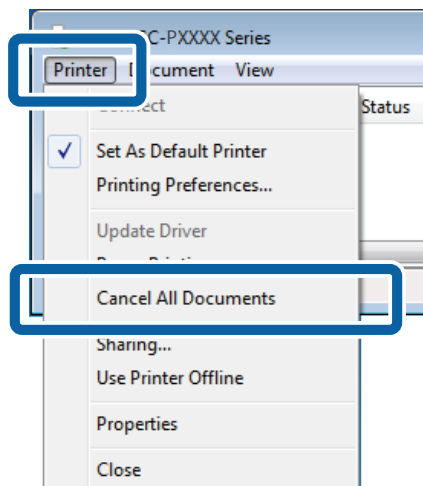 C-PXXXX Series
Printer Document View
Connect
Status
Set As Default Printer
Printing Preferences...
Update Driver
Cancel All Documents
Sharing...
Use Printer Offline
Properties
Close